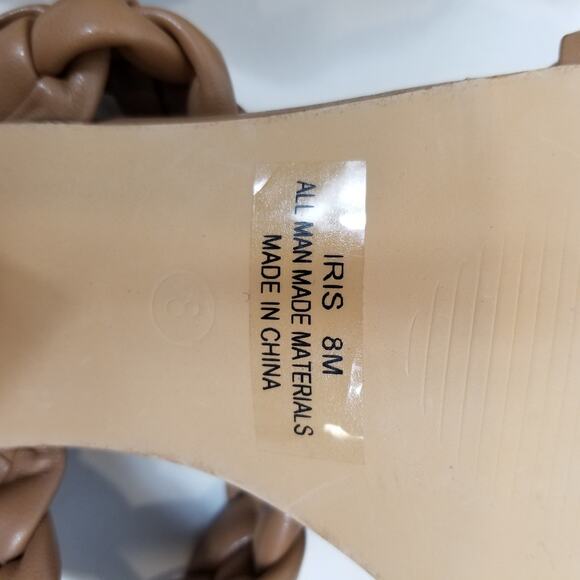 IRIS 8M
ALL MAN MADE MATERIALS
MADE IN CHINA
8